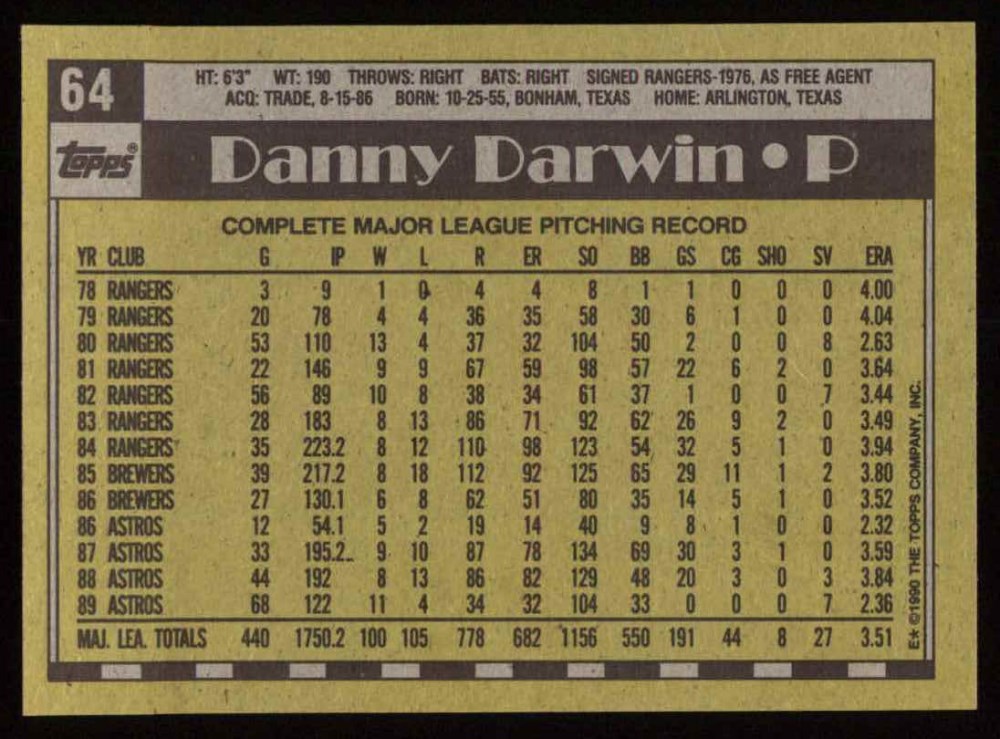 64
HT: 6'3" WT: 190 THROWS: RIGHT BATS: RIGHT SIGNED RANGERS-1976, AS FREE AGENT
ACQ: TRADE, 8-15-86 BORN: 10-25-55, BONHAM, TEXAS HOME: ARLINGTON, TEXAS
topps®
Danny Darwin • P
COMPLETE MAJOR LEAGUE PITCHING RECORD
YR CLUB G IP W L R ER SO BB GS CG SHO SV ERA
78 RANGERS 3 9 1 0 4 4 8 1 1 0 0 0 4.00
79 RANGERS 20 78 4 4 36 35 58 30 6 1 0 0 4.04
80 RANGERS 53 110 13 4 37 32 104 50 2 0 0 8 2.63
81 RANGERS 22 146 9 9 67 59 98 57 22 6 2 0 3.64
82 RANGERS 56 89 10 8 38 34 61 37 1 0 0 7 3.44
83 RANGERS 28 183 8 13 86 71 92 62 26 9 2 0 3.49
84 RANGERS 35 223.2 8 12 110 98 123 54 32 5 1 0 3.94
85 BREWERS 39 217.2 8 18 112 92 125 65 29 11 1 2 3.80
86 BREWERS 27 130.1 6 8 62 51 80 35 14 5 1 0 3.52
86 ASTROS 12 54.1 5 2 19 14 40 9 8 1 0 0 2.32
87 ASTROS 33 195.2 9 10 87 78 134 69 30 3 1 0 3.59
88 ASTROS 44 192 8 13 86 82 129 48 20 3 0 3 3.84
89 ASTROS 68 122 11 4 34 32 104 33 0 0 0 7 2.36
MAJ. LEA. TOTALS 440 1750.2 100 105 778 682 1156 550 191 44 8 27 3.51
E* ©1990 THE TOPPS COMPANY, INC.